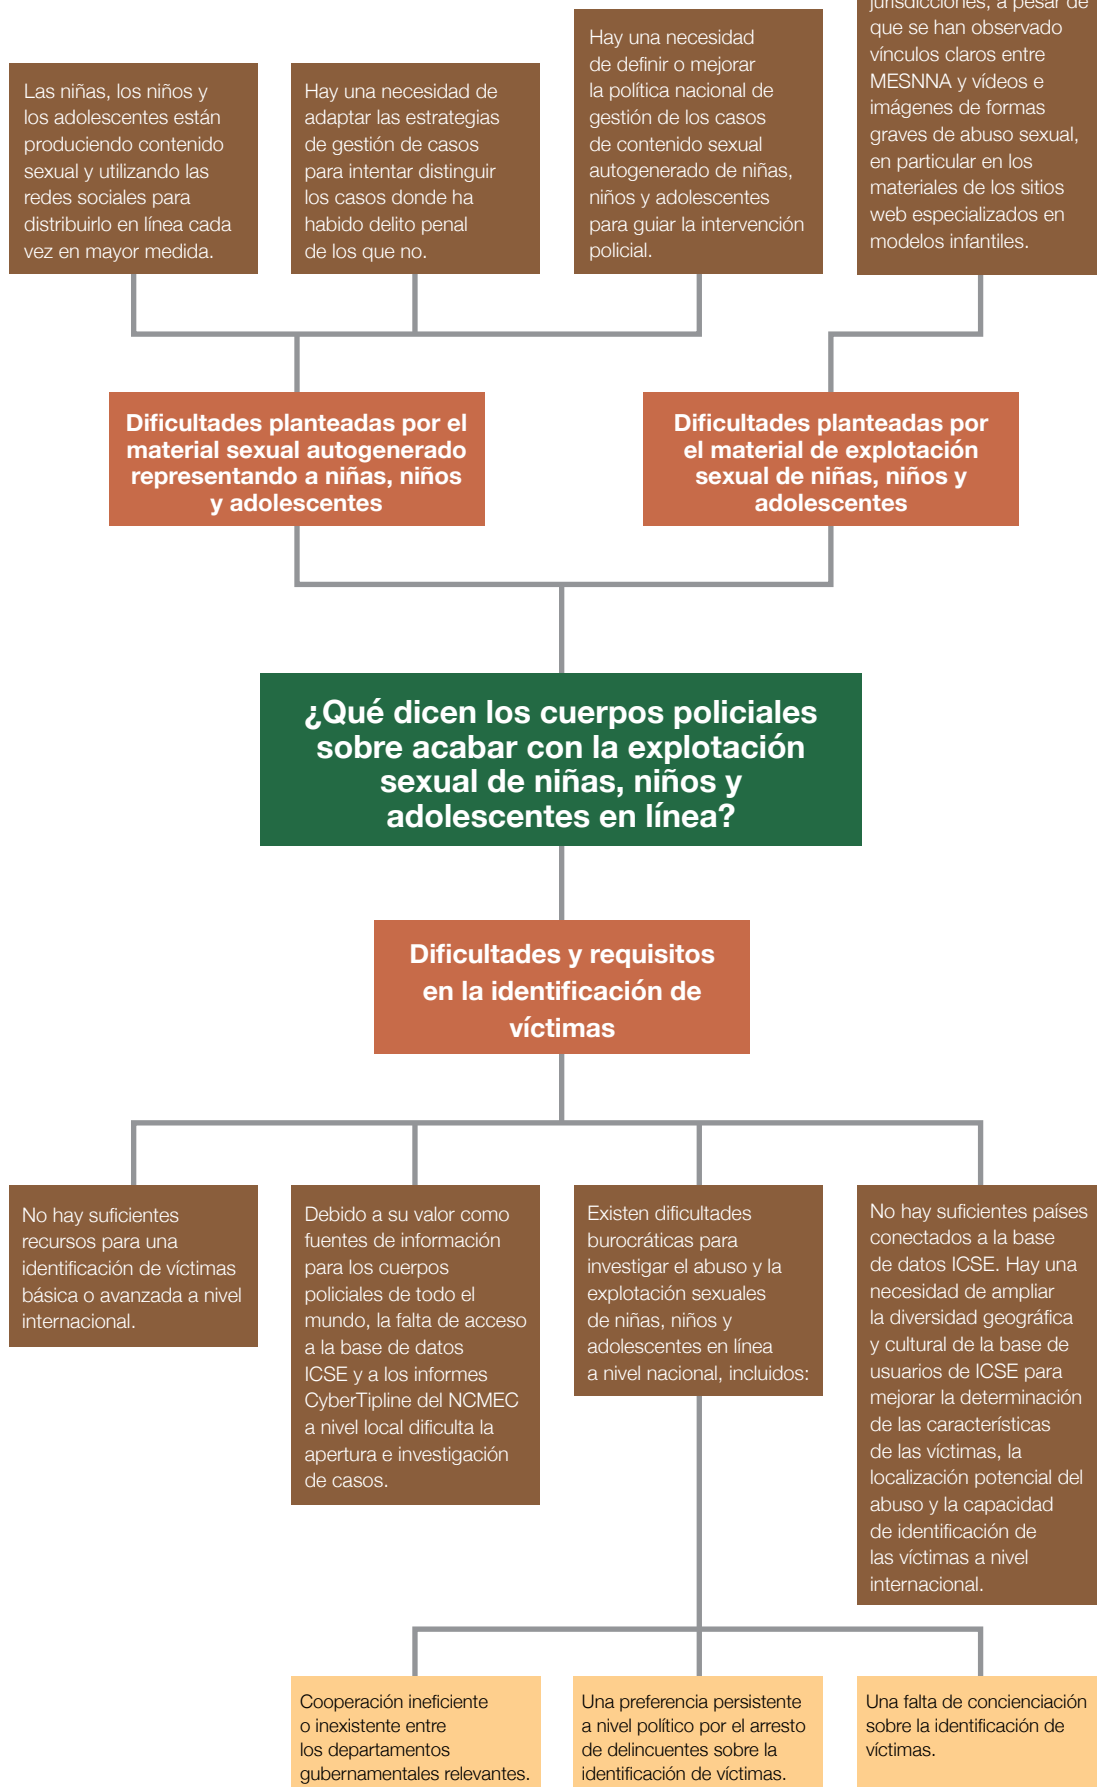 Las niñas, los niños y
los adolescentes están
produciendo contenido
sexual y utilizando las
redes sociales para
distribuirlo en línea cada
vez en mayor medida.
Hay una necesidad de
adaptar las estrategias
de gestión de casos
para intentar distinguir
los casos donde ha
habido delito penal
de los que no.
Hay una necesidad
de definir o mejorar
la política nacional de
gestión de los casos
de contenido sexual
autogenerado de niñas,
niños y adolescentes
para guiar la intervención
policial.
jurisdicciones, a pesar de
que se han observado
vínculos claros entre
MESNNA y vídeos e
imágenes de formas
graves de abuso sexual,
en particular en los
materiales de los sitios
web especializados en
modelos infantiles.
Dificultades planteadas por el
material sexual autogenerado
representando a niñas, niños
y adolescentes
Dificultades planteadas por
el material de explotación
sexual de niñas, niños y
adolescentes
¿Qué dicen los cuerpos policiales
sobre acabar con la explotación
sexual de niñas, niños y
adolescentes en línea?
Dificultades y requisitos
en la identificación de
víctimas
No hay suficientes
recursos para una
identificación de víctimas
básica o avanzada a nivel
internacional.
Debido a su valor como
fuentes de información
para los cuerpos
policiales de todo el
mundo, la falta de acceso
a la base de datos
ICSE y a los informes
CyberTipline del NCMEC
a nivel local dificulta la
apertura e investigación
de casos.
Existen dificultades
burocráticas para
investigar el abuso y la
explotación sexuales
de niñas, niños y
adolescentes en línea
a nivel nacional, incluidos:
No hay suficientes países
conectados a la base
de datos ICSE. Hay una
necesidad de ampliar
la diversidad geográfica
y cultural de la base de
usuarios de ICSE para
mejorar la determinación
de las características
de las víctimas, la
localización potencial del
abuso y la capacidad
de identificación de
las víctimas a nivel
internacional.
Cooperación ineficiente
o inexistente entre
los departamentos
gubernamentales relevantes.
Una preferencia persistente
a nivel político por el arresto
de delincuentes sobre la
identificación de víctimas.
Una falta de concienciación
sobre la identificación de
víctimas.